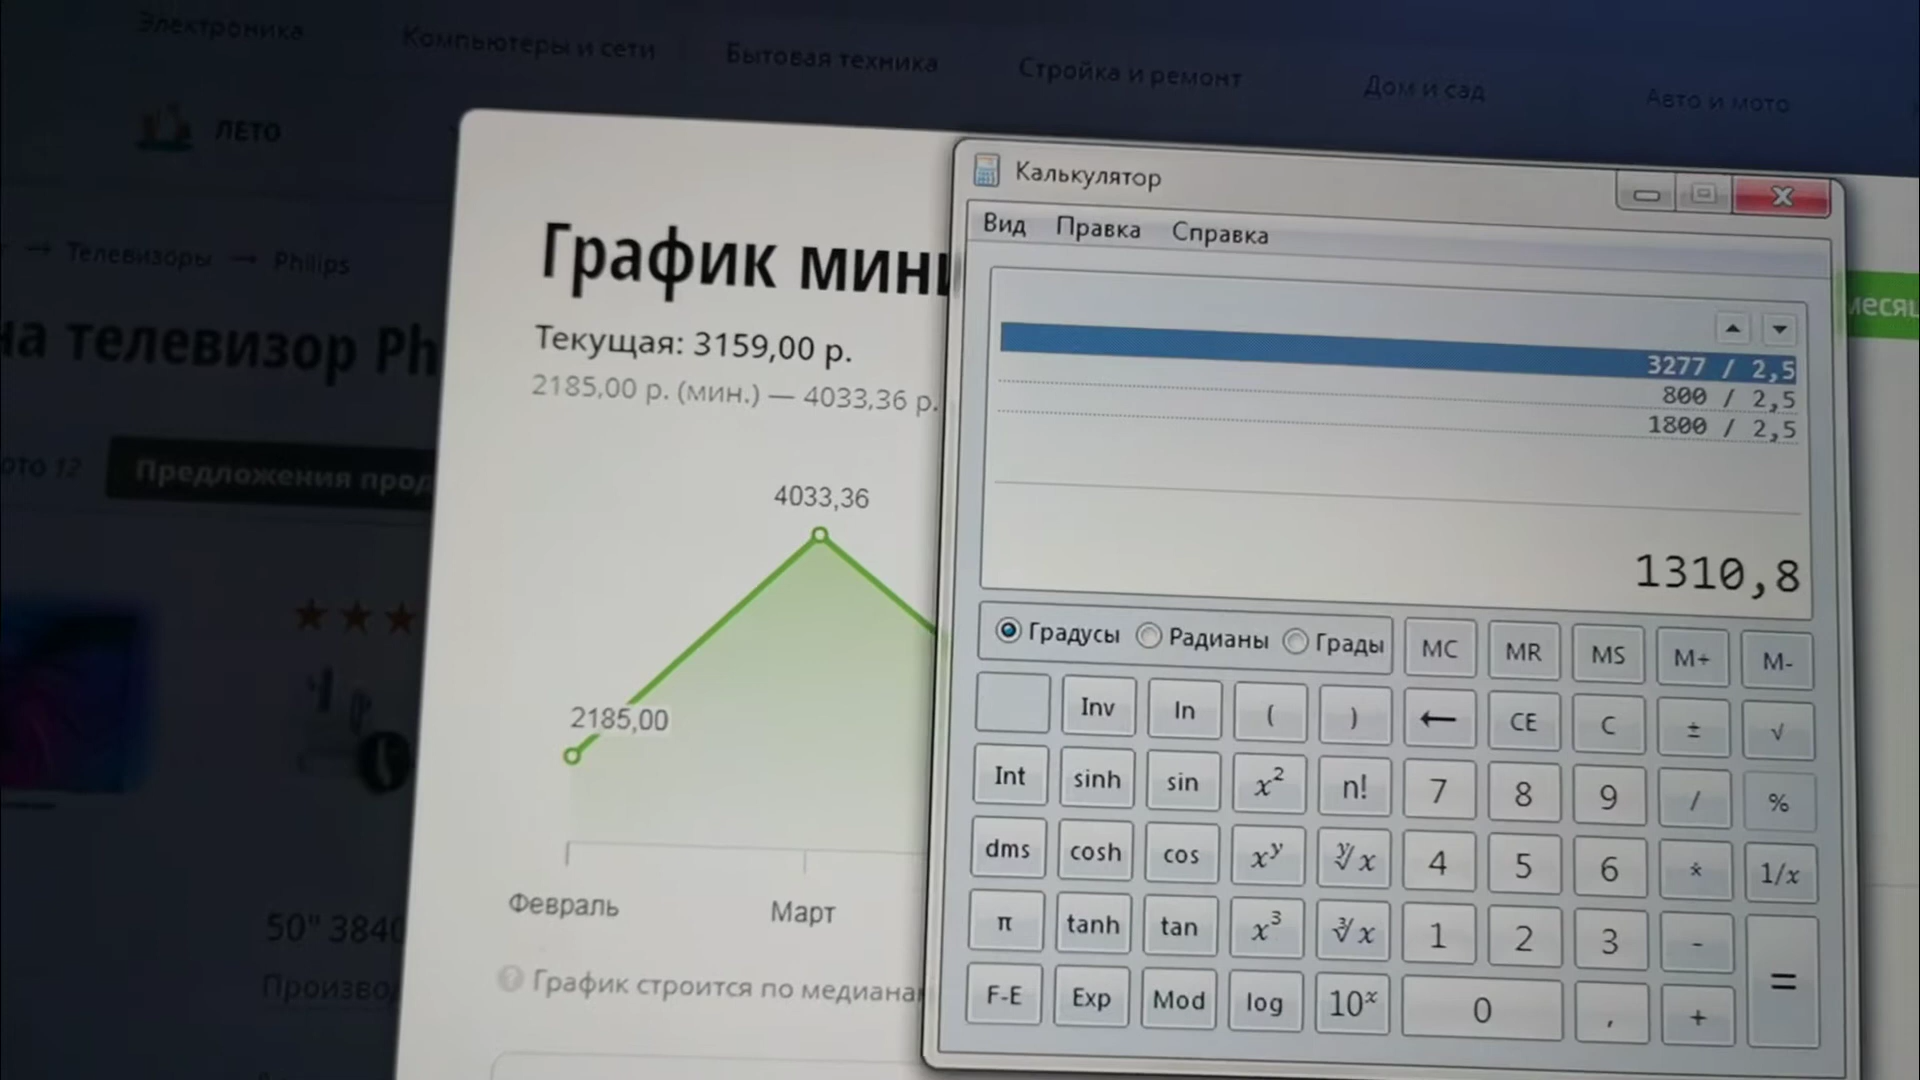 Электроника
Компьютеры и сети
Бытовая техника
Стройка и ремонт
Дом и сад
Авто и мото
ЛЕТО
→ Телевизоры → Philips
на телевизор Ph
ото 12
Предложения прод
50" 3840
Производ
График мини
Текущая: 3159,00 р.
2185,00 р. (мин.) — 4033,36 р.
4033,36
2185,00
Февраль
Март
График строится по медиана
месяц
Калькулятор
Вид Правка Справка
3277 / 2,5
800 / 2,5
1800 / 2,5
1310,8
Градусы Радианы Грады MC MR MS M+ M-
Inv ln ( ) ← CE C ± √
Int sinh sin x² n! 7 8 9 / %
dms cosh cos xʸ ʸ√x 4 5 6 * 1/x
π tanh tan x³ ³√x 1 2 3 - =
F-E Exp Mod log 10ˣ 0 , +